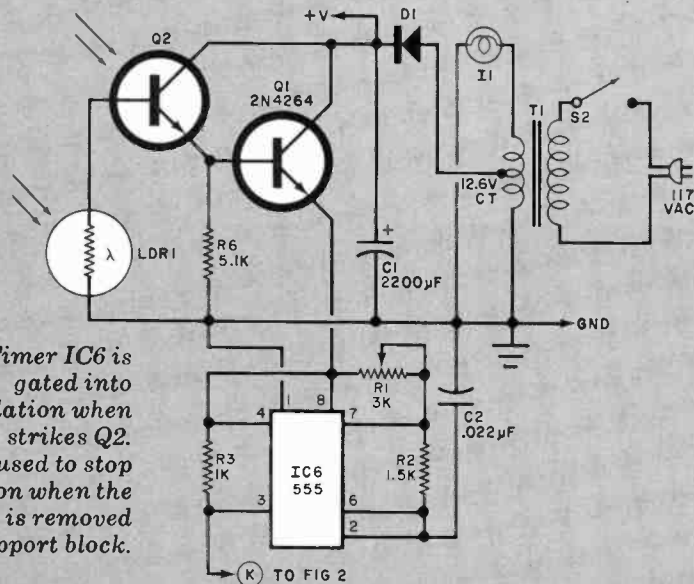 +V
D1
Q2
Q1
2N4264
I1
T1
S2
12.6V
CT
117
VAC
λ
LDR1
R6
5.1K
+
C1
2200µF
GND
Timer IC6 is
gated into
lation when
strikes Q2.
used to stop
on when the
is removed
pport block.
R1
3K
4
1
8
7
C2
.022µF
R3
1K
IC6
555
R2
1.5K
3
6
2
K TO FIG 2